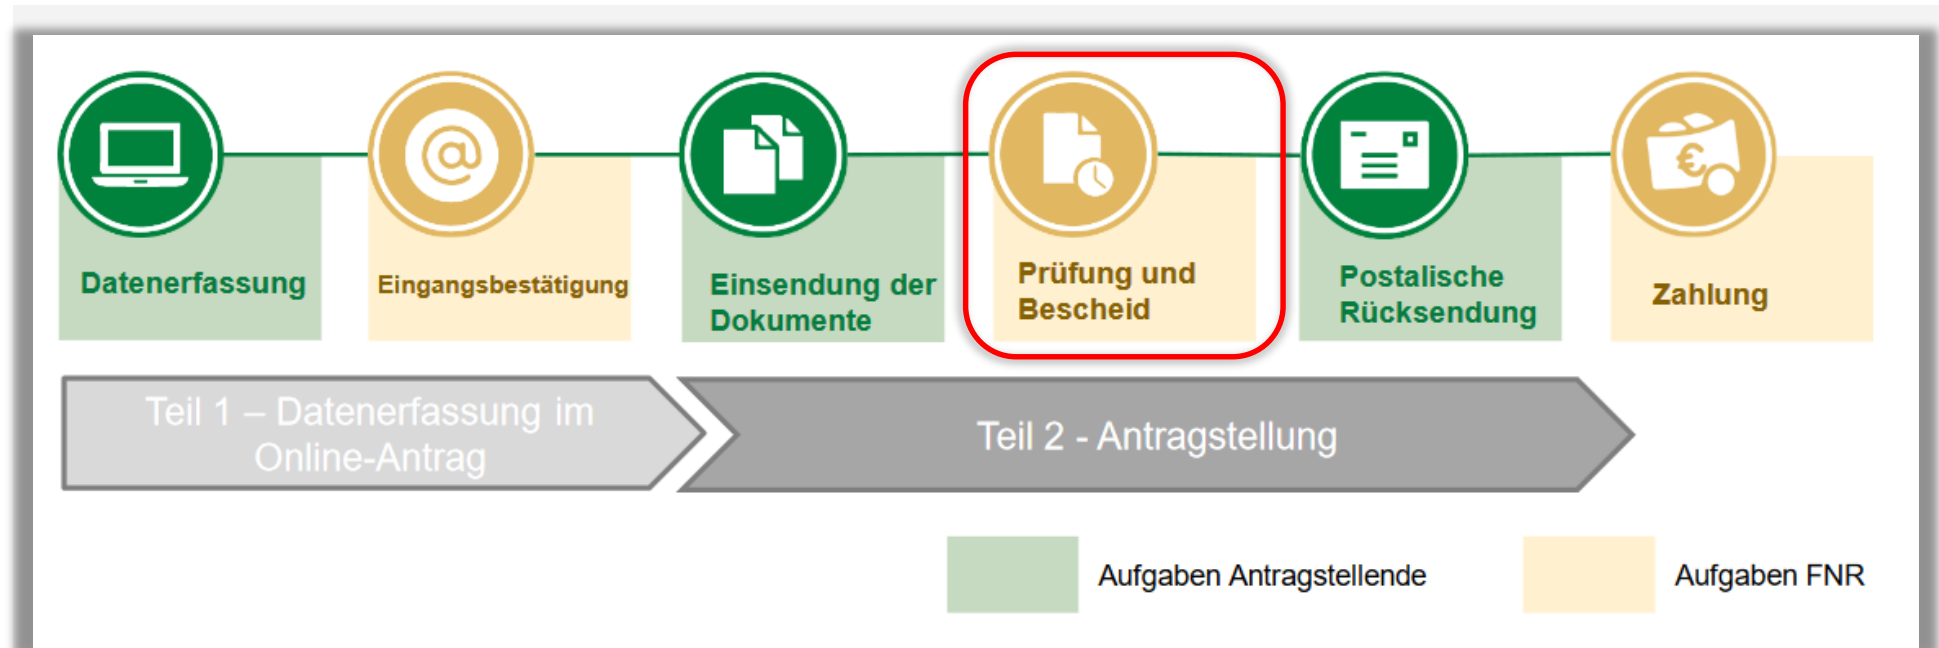 Datenerfassung
Eingangsbestätigung
Einsendung der
Dokumente
Prüfung und
Bescheid
Postalische
Rücksendung
Zahlung
Teil 1 – Datenerfassung im
Online-Antrag
Teil 2 - Antragstellung
Aufgaben Antragstellende
Aufgaben FNR